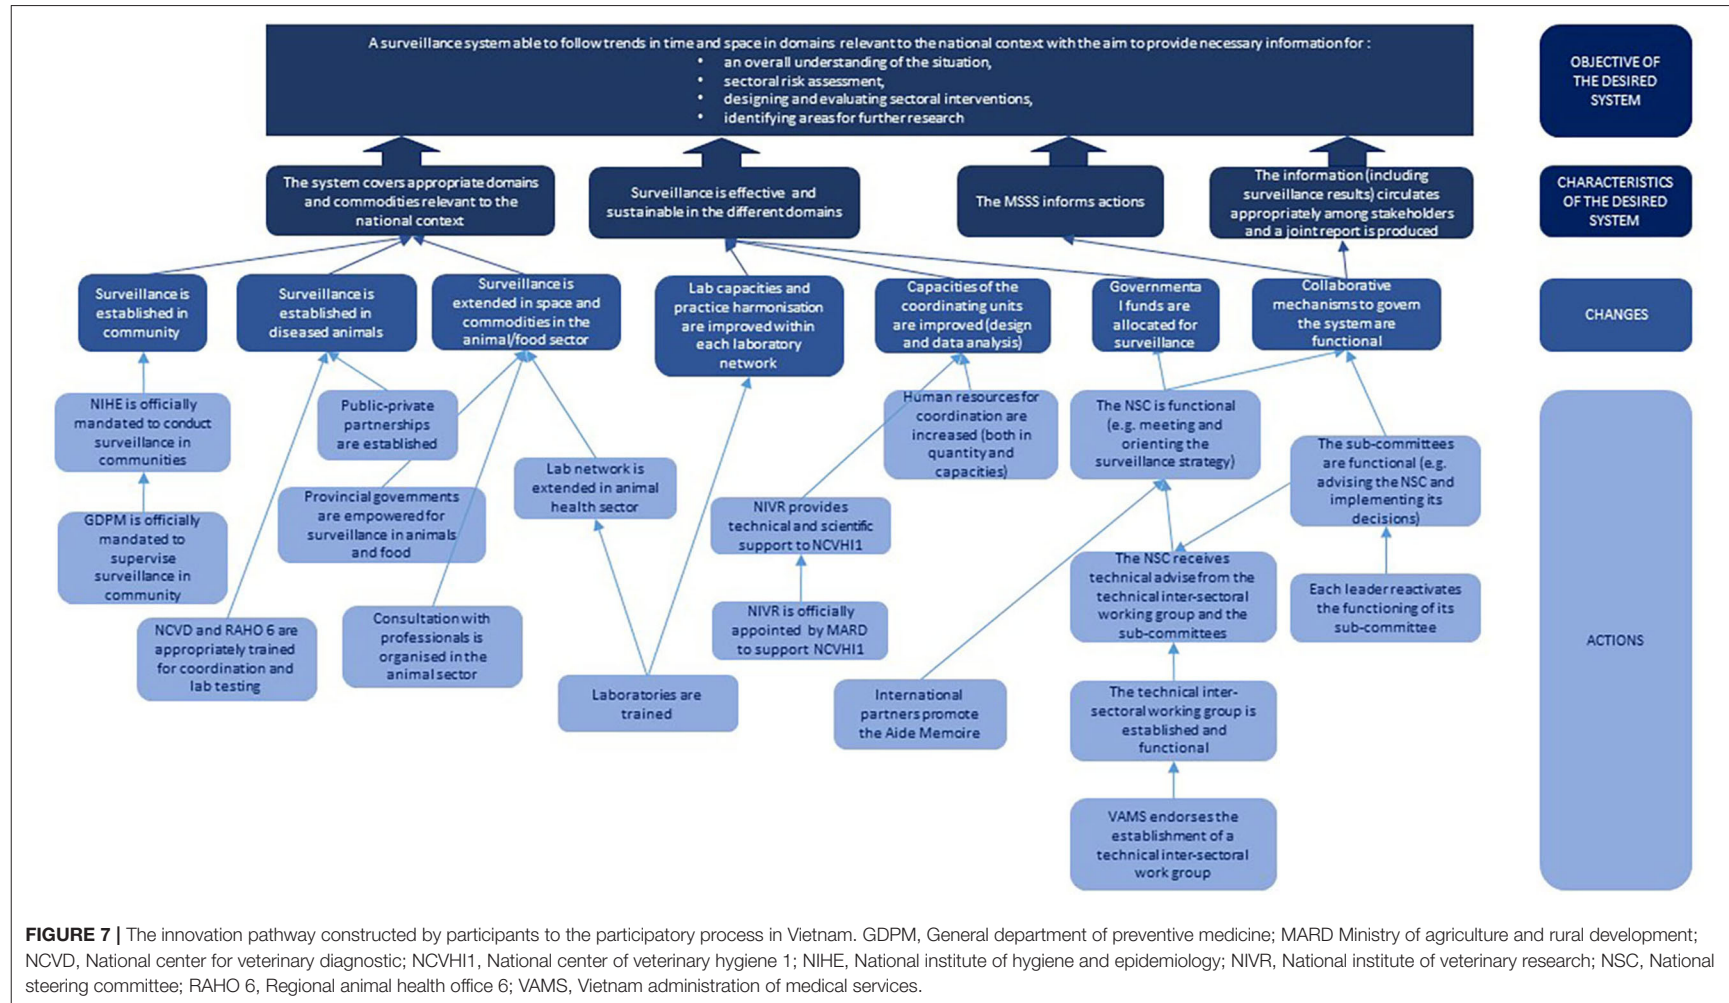 A surveillance system able to follow trends in time and space in domains relevant to the national context with the aim to provide necessary information for :
• an overall understanding of the situation,
• sectoral risk assessment,
• designing and evaluating sectoral interventions,
• identifying areas for further research
OBJECTIVE OF
THE DESIRED
SYSTEM
The system covers appropriate domains
and commodities relevant to the
national context
Surveillance is effective and
sustainable in the different domains
The MSSS informs actions
The information (including
surveillance results) circulates
appropriately among stakeholders
and a joint report is produced
CHARACTERISTICS
OF THE DESIRED
SYSTEM
Surveillance is
established in
community
Surveillance is
established in
diseased animals
Surveillance is
extended in space and
commodities in the
animal/food sector
Lab capacities and
practice harmonisation
are improved within
each laboratory
network
Capacities of the
coordinating units
are improved (design
and data analysis)
Governmenta
l funds are
allocated for
surveillance
Collaborative
mechanisms to govern
the system are
functional
CHANGES
NIHE is officially
mandated to conduct
surveillance in
communities
Public-private
partnerships
are established
Human resources for
coordination are
increased (both in
quantity and
capacities)
The NSC is functional
(e.g. meeting and
orienting the
surveillance strategy)
The sub-committees
are functional (e.g.
advising the NSC and
implementing its
decisions)
Lab network is
extended in animal
health sector
Provincial governments
are empowered for
surveillance in animals
and food
NIVR provides
technical and scientific
support to NCVHI1
GDPM is officially
mandated to
supervise
surveillance in
community
The NSC receives
technical advise from the
technical inter-sectoral
working group and the
sub-committees
Each leader reactivates
the functioning of its
sub-committee
NCVD and RAHO 6 are
appropriately trained
for coordination and
lab testing
Consultation with
professionals is
organised in the
animal sector
NIVR is officially
appointed by MARD
to support NCVHI1
ACTIONS
Laboratories are
trained
International
partners promote
the Aide Memoire
The technical inter-
sectoral working group is
established and
functional
VAMS endorses the
establishment of a
technical inter-sectoral
work group
FIGURE 7 | The innovation pathway constructed by participants to the participatory process in Vietnam. GDPM, General department of preventive medicine; MARD Ministry of agriculture and rural development;
NCVD, National center for veterinary diagnostic; NCVHI1, National center of veterinary hygiene 1; NIHE, National institute of hygiene and epidemiology; NIVR, National institute of veterinary research; NSC, National
steering committee; RAHO 6, Regional animal health office 6; VAMS, Vietnam administration of medical services.